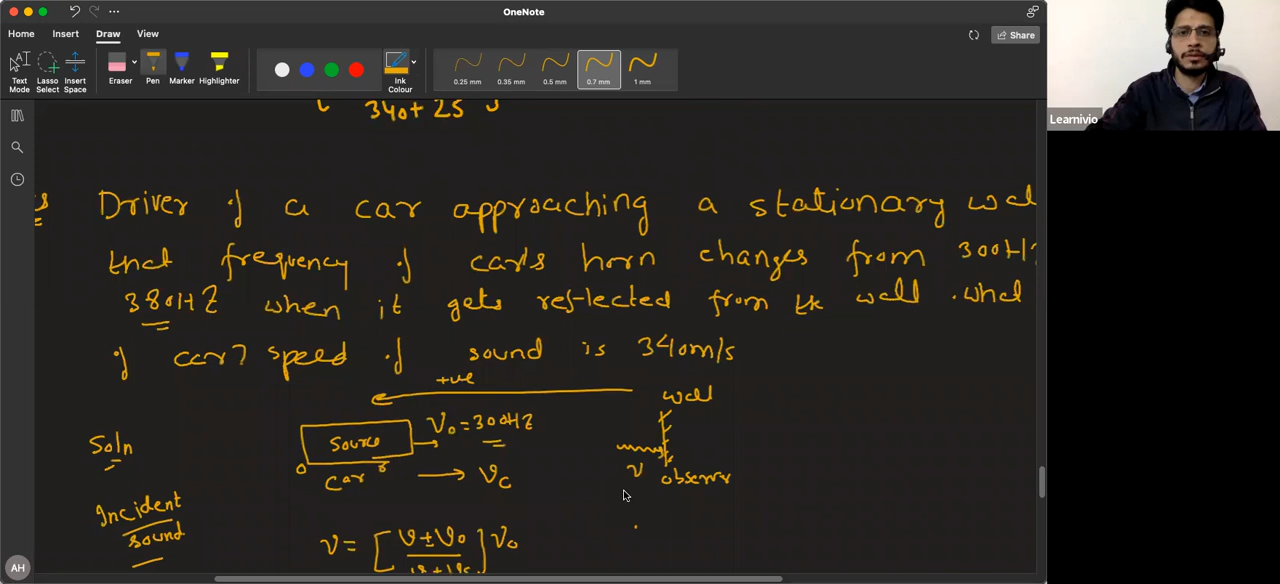 OneNote
Home Insert Draw View
Share
Text Mode
Lasso Select
Insert Space
Eraser
Pen
Marker
Highlighter
Ink Colour
0.25 mm
0.35 mm
0.5 mm
0.7 mm
1 mm
Learnivio
340+ 25
Driver of a car approaching a stationary wal
that frequency of car's horn changes from 300H
380HZ when it gets reflected from the wall . what
of car? speed of sound is 340m/s
+ve
wall
Soln
Source
ν₀ = 300HZ
car
→ v_c
ν
observer
Incident
sound
ν = [ v ± v₀
] ν₀
AH